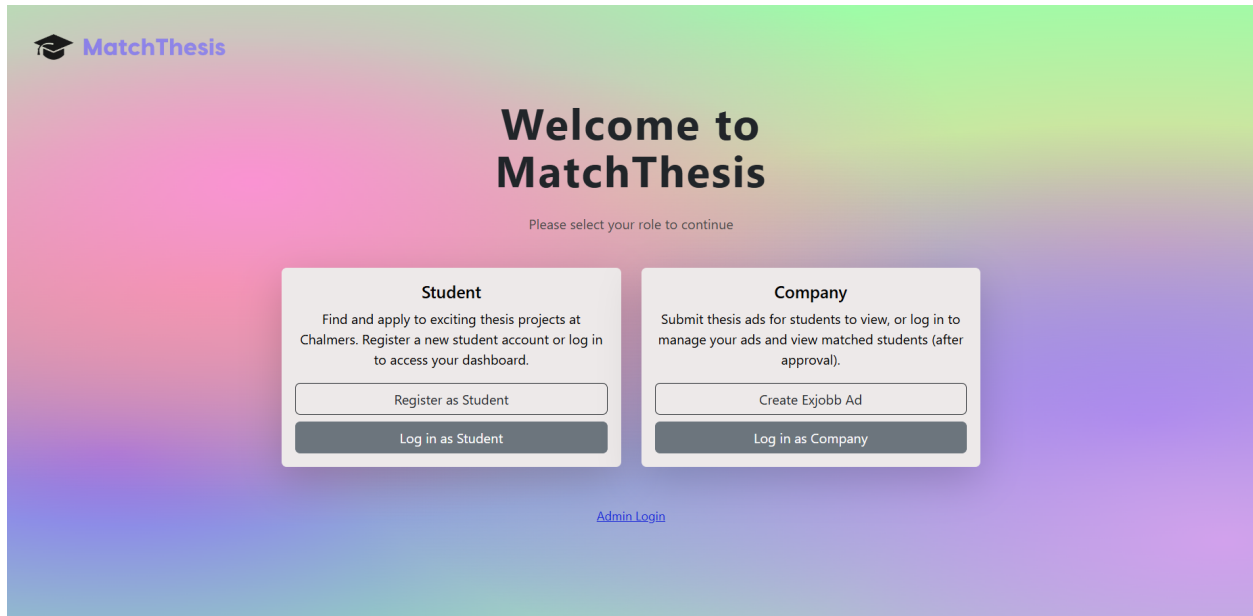 MatchThesis
Welcome to
MatchThesis
Please select your role to continue
Student
Find and apply to exciting thesis projects at
Chalmers. Register a new student account or log in
to access your dashboard.
Register as Student
Log in as Student
Company
Submit thesis ads for students to view, or log in to
manage your ads and view matched students (after
approval).
Create Exjobb Ad
Log in as Company
Admin Login